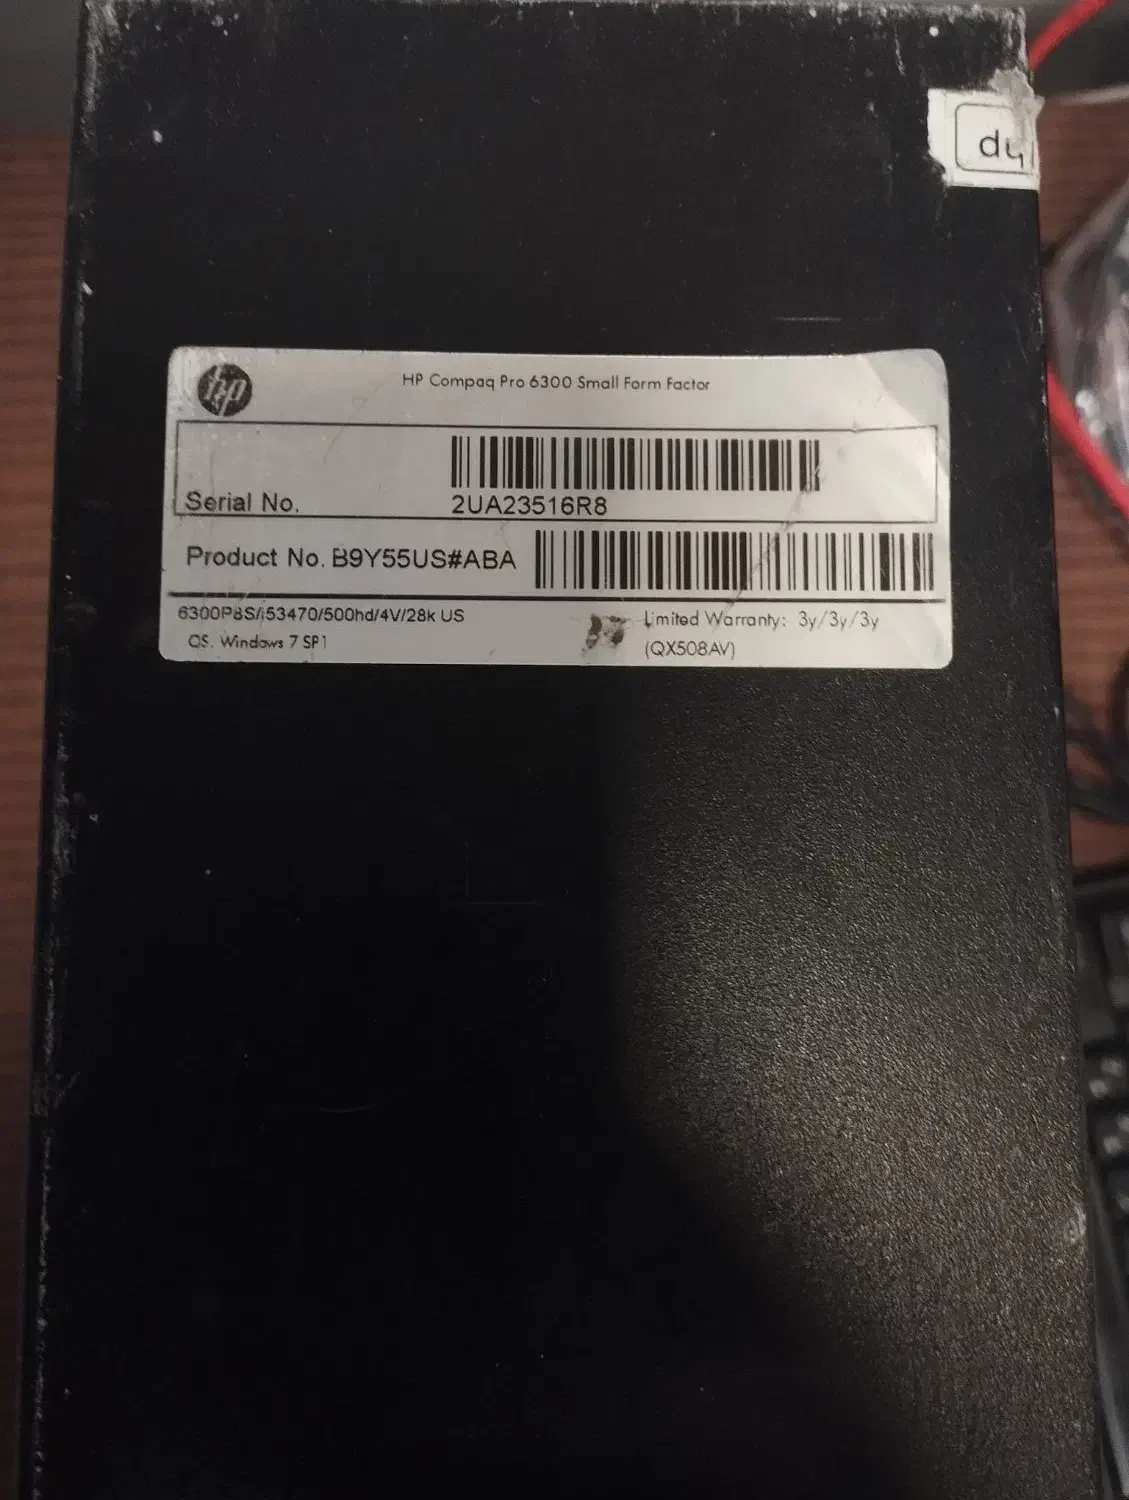 hp
HP Compaq Pro 6300 Small Form Factor
Serial No.
2UA23516R8
Product No. B9Y55US#ABA
6300P8S/i53470/500hd/4V/28k US
OS. Windows 7 SP1
Limited Warranty: 3y/3y/3y
(QX508AV)